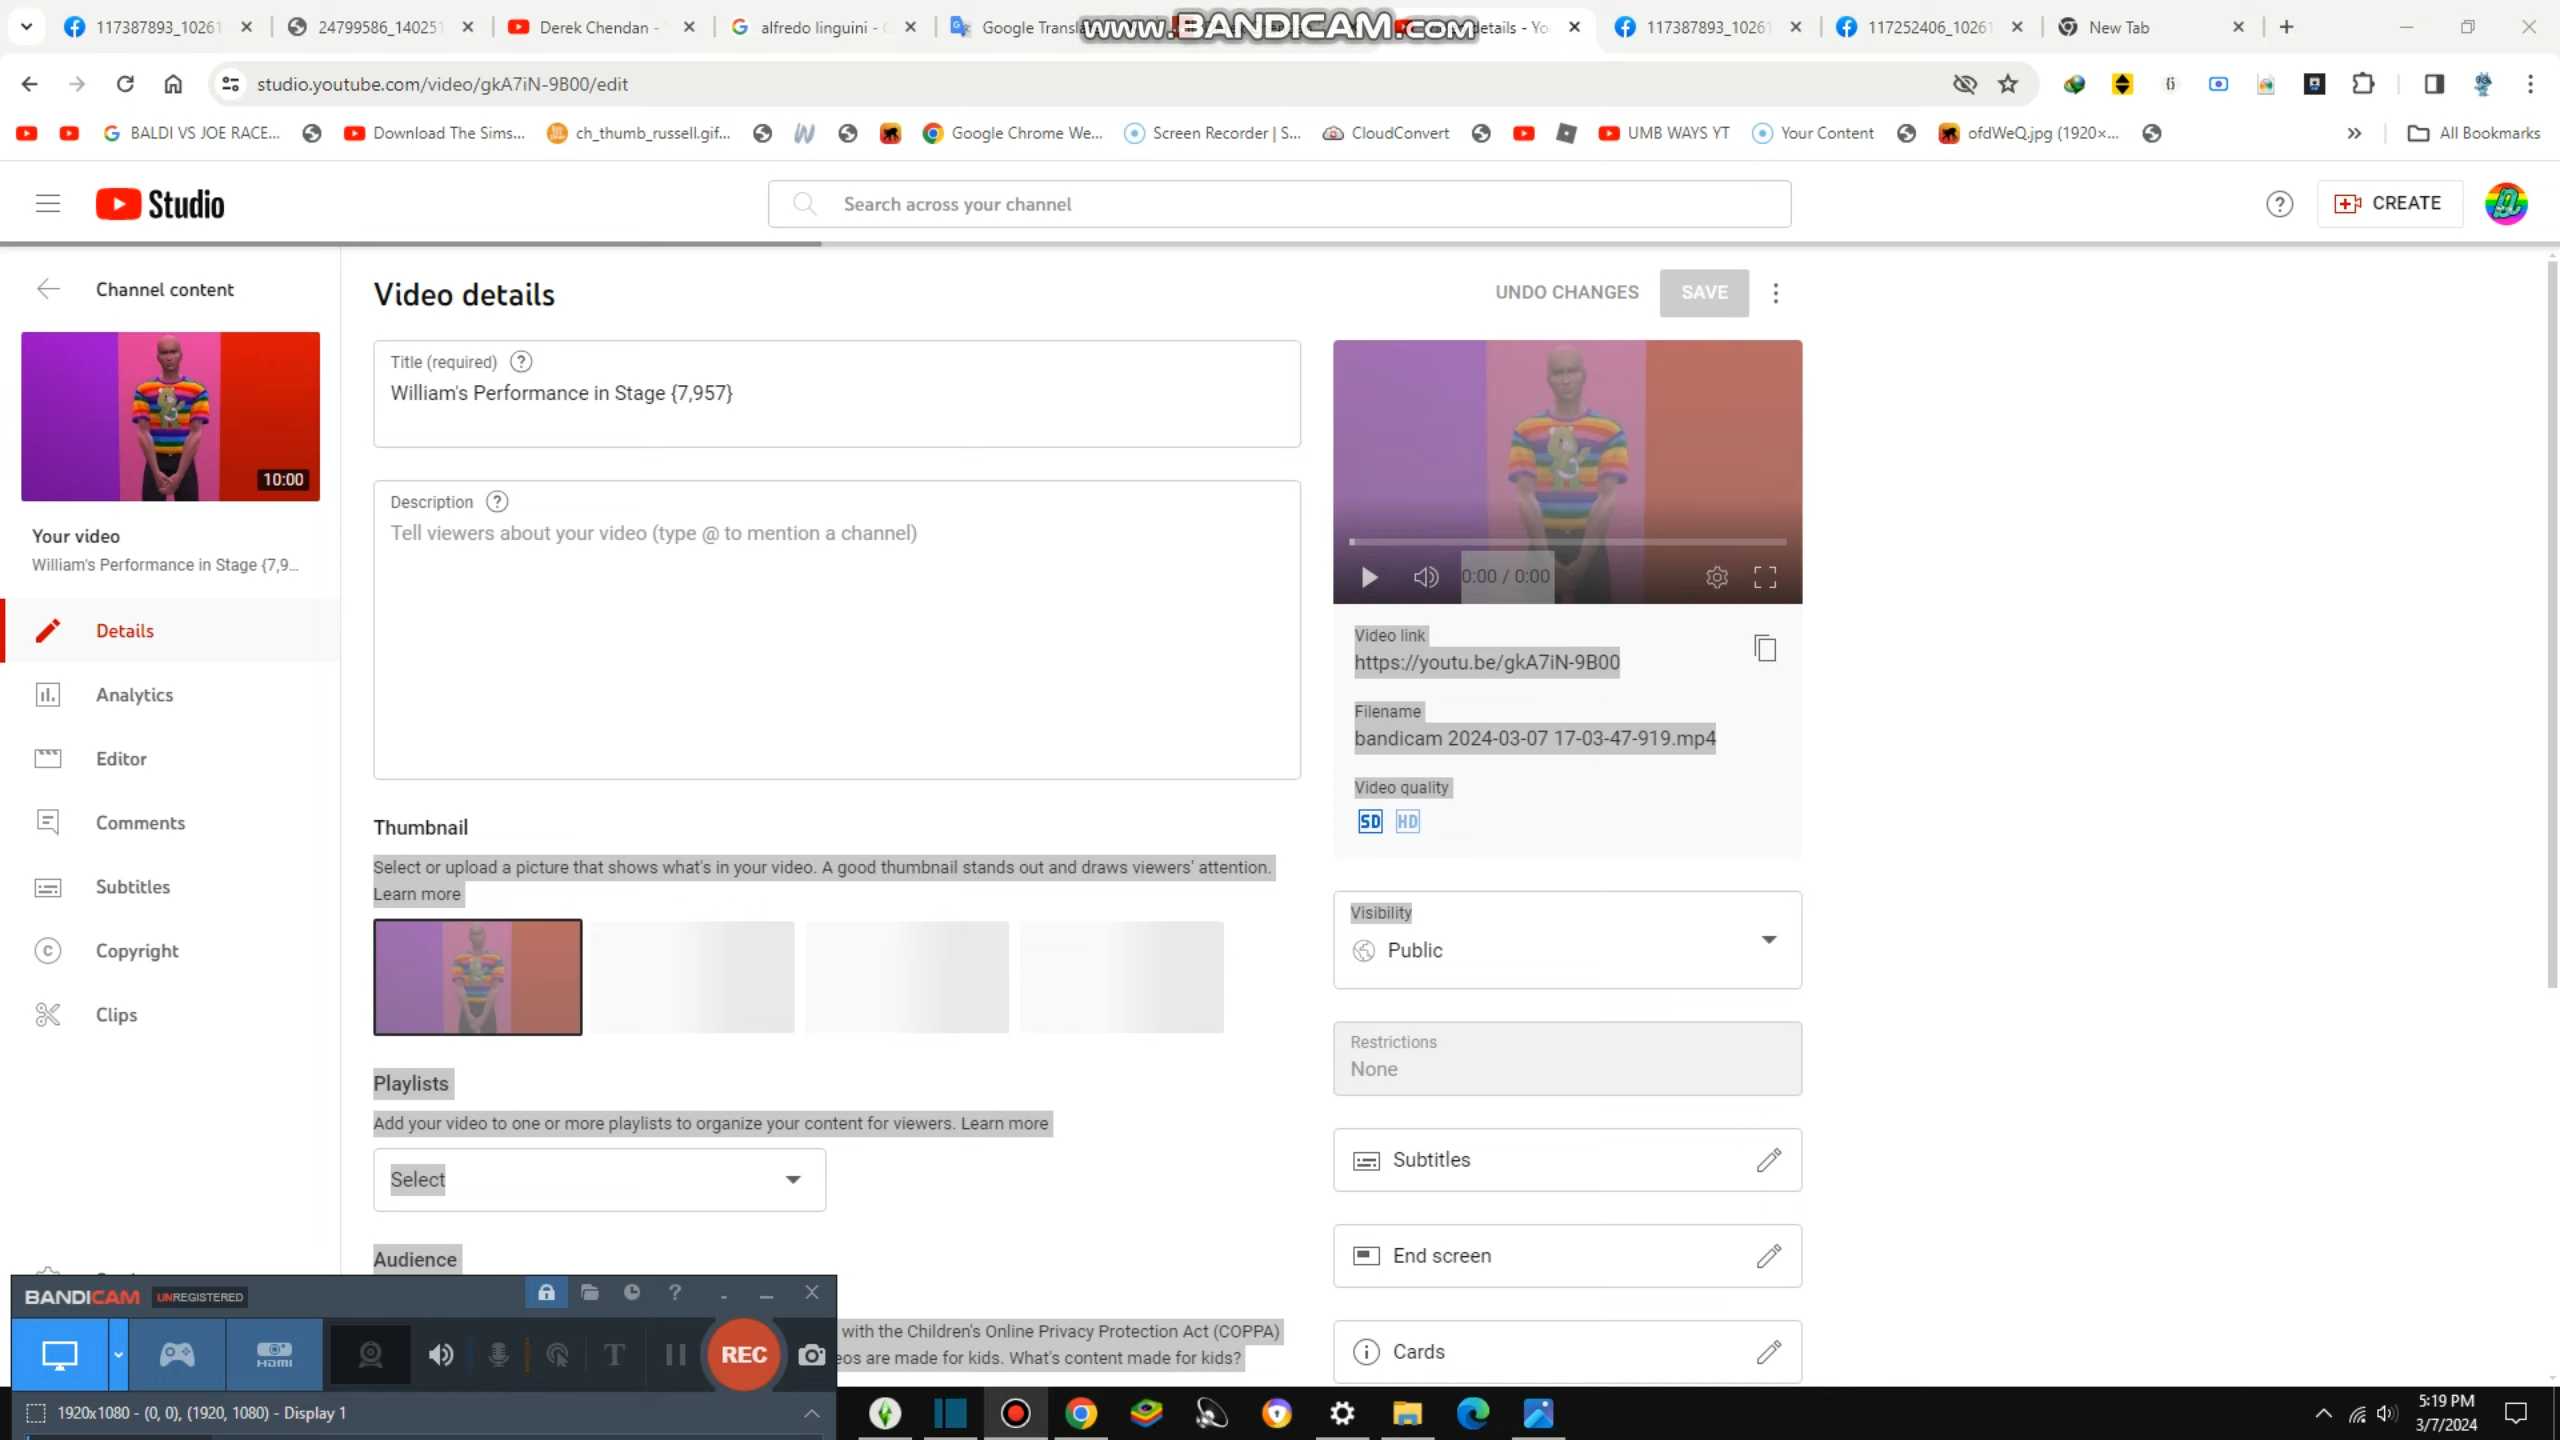 117387893_10261
24799586_140251
Derek Chendan -
alfredo linguini - G
Google Transla
www.BANDICAM.com
details - Yo
117387893_10261
117252406_10261
New Tab
studio.youtube.com/video/gkA7iN-9B00/edit
BALDI VS JOE RACE...
Download The Sims...
ch_thumb_russell.gif...
Google Chrome We...
Screen Recorder | S...
CloudConvert
UMB WAYS YT
Your Content
ofdWeQ.jpg (1920×...
All Bookmarks
Studio
Search across your channel
CREATE
Channel content
10:00
Your video
William's Performance in Stage {7,9...
Details
Analytics
Editor
Comments
Subtitles
Copyright
Clips
Video details
UNDO CHANGES
SAVE
Title (required)
William's Performance in Stage {7,957}
Description
Tell viewers about your video (type @ to mention a channel)
0:00 / 0:00
Video link
https://youtu.be/gkA7iN-9B00
Filename
bandicam 2024-03-07 17-03-47-919.mp4
Video quality
SD HD
Thumbnail
Select or upload a picture that shows what's in your video. A good thumbnail stands out and draws viewers' attention.
Learn more
Visibility
Public
Restrictions
None
Playlists
Add your video to one or more playlists to organize your content for viewers. Learn more
Select
Subtitles
End screen
Cards
Audience
with the Children's Online Privacy Protection Act (COPPA)
eos are made for kids. What's content made for kids?
BANDICAM UNREGISTERED
HDMI
REC
1920x1080 - (0, 0), (1920, 1080) - Display 1
5:19 PM
3/7/2024